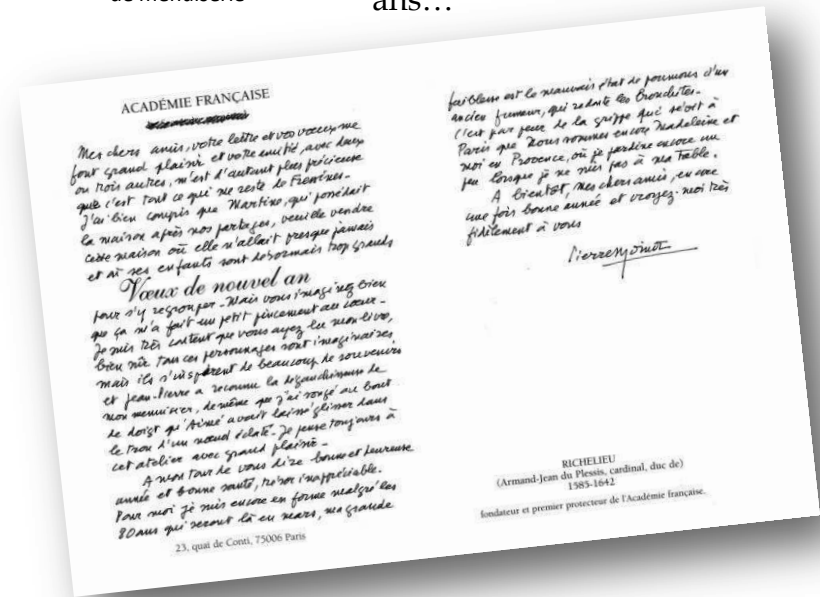 de menuiserie
ans…
ACADÉMIE FRANÇAISE
Mes chers amis, votre lettre et vos vœux me
font grand plaisir et votre amitié, avec deux
ou trois autres, m'est d'autant plus précieuse
que c'est tout ce qui me reste de
J'ai bien compris que Martine, qui possédait
la maison après nos partages, veuille vendre
cette maison où elle n'allait presque jamais
et où ses enfants sont désormais trop grands
Vœux de nouvel an
pour s'y regrouper - Mais vous imaginez bien
que ça m'a fait un petit pincement au cœur -
Je suis très content que vous ayez lu mon livre,
bien sûr tous ces personnages sont imaginaires
mais ils s'inspirent de beaucoup de souvenirs
et Jean-Pierre a reconnu la dégauchisseuse de
mon menuisier, de même que j'ai songé au bout
de doigt qu'Aimé avait laissé glisser dans
le trou d'un nœud éclaté - Je pense toujours à
cet atelier avec grand plaisir -
A mon tour de vous dire bonne et heureuse
année et bonne santé, trésor inappréciable.
Pour moi je suis encore en forme malgré les
80 ans qui seront là en mars, ma grande
23, quai de Conti, 75006 Paris
faiblesse est le mauvais état de poumons d'un
ancien fumeur, qui redoute les bronchites -
C'est par peur de la grippe qui sévit à
Paris que nous sommes encore Madeleine et
moi en Provence, où je jardine encore un
peu lorsque je ne suis pas à ma table.
A bientôt, mes chers amis, encore
une fois bonne année et croyez-moi très
fidèlement à vous
Pierre Moinot
RICHELIEU
(Armand-Jean du Plessis, cardinal, duc de)
1585-1642
fondateur et premier protecteur de l'Académie française.